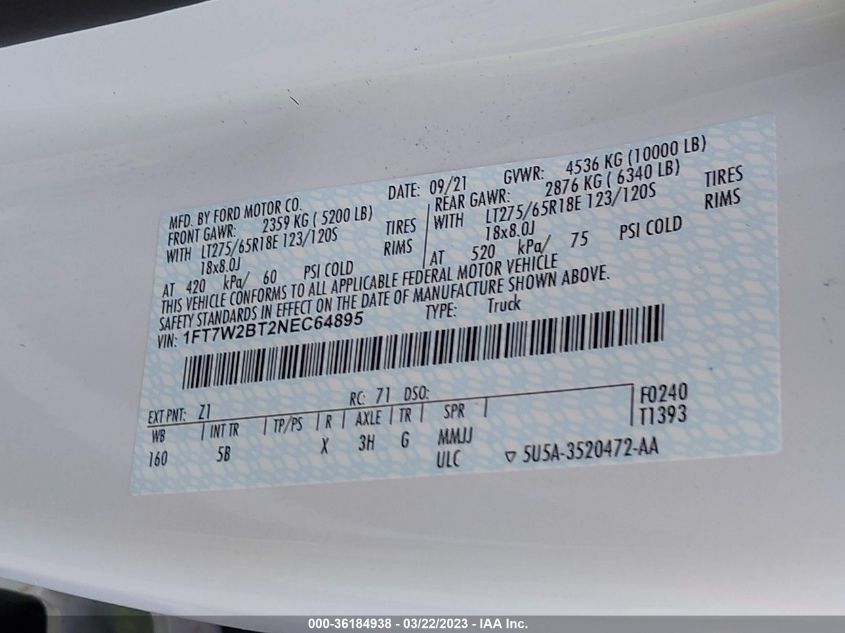 MFD. BY FORD MOTOR CO.
DATE: 09/21 GVWR: 4536 KG (10000 LB)
FRONT GAWR: 2359 KG ( 5200 LB)
REAR GAWR: 2876 KG ( 6340 LB)
WITH LT275/65R18E 123/120S TIRES
WITH LT275/65R18E 123/120S TIRES
18x8.0J RIMS
18x8.0J RIMS
AT 420 kPa/ 60 PSI COLD
AT 520 kPa/ 75 PSI COLD
THIS VEHICLE CONFORMS TO ALL APPLICABLE FEDERAL MOTOR VEHICLE
SAFETY STANDARDS IN EFFECT ON THE DATE OF MANUFACTURE SHOWN ABOVE.
VIN: 1FT7W2BT2NEC64895 TYPE: Truck
EXT PNT: Z1 RC: 71 DSO: F0240
WB INT TR TP/PS R AXLE TR SPR T1393
160 5B X 3H G MMJJ
ULC ▽ 5U5A-3520472-AA
000-36184938 - 03/22/2023 - IAA Inc.